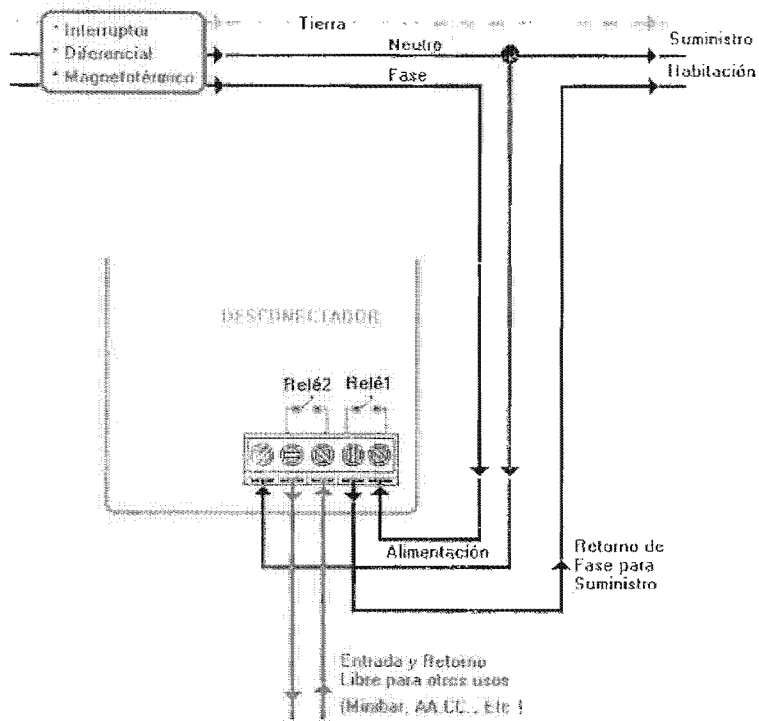 Tierra
* Interruptor
* Diferencial
* Magnetotérmico
Neutro
Fase
Suministro
Habitación
DESCONECTADOR
Relé2 Relé1
Alimentación
Retorno de
Fase para
Suministro
Entrada y Retorno
Libre para otros usos
(Minibar, AA.CC., Etc.)